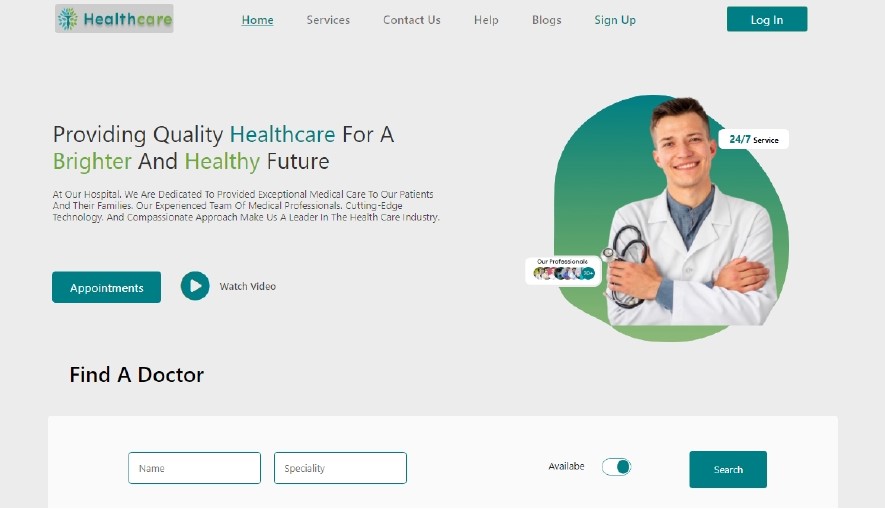 Healthcare
Home Services Contact Us Help Blogs Sign Up Log In
Providing Quality Healthcare For A
Brighter And Healthy Future
At Our Hospital, We Are Dedicated To Provided Exceptional Medical Care To Our Patients
And Their Families. Our Experienced Team Of Medical Professionals, Cutting-Edge
Technology, And Compassionate Approach Make Us A Leader In The Health Care Industry.
24/7 Service
Our Professionals
Appointments
Watch Video
Find A Doctor
Name
Speciality
Availabe
Search